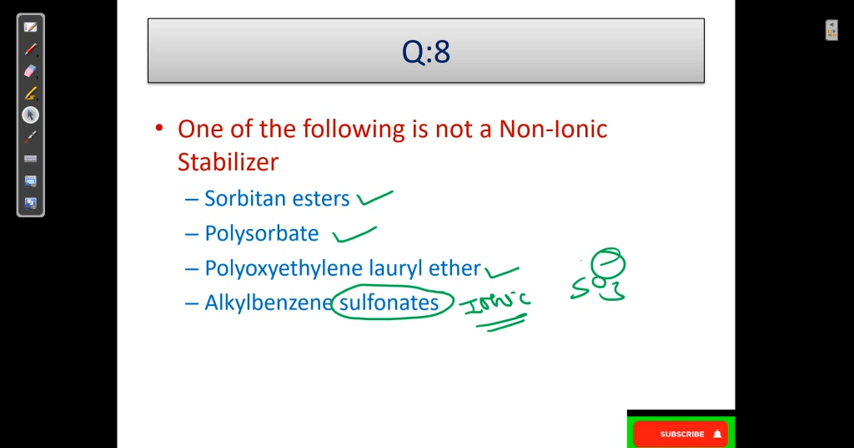 Q:8
• One of the following is not a Non-Ionic
Stabilizer
– Sorbitan esters
– Polysorbate
– Polyoxyethylene lauryl ether
– Alkylbenzene sulfonates Ionic
SO3
SUBSCRIBE